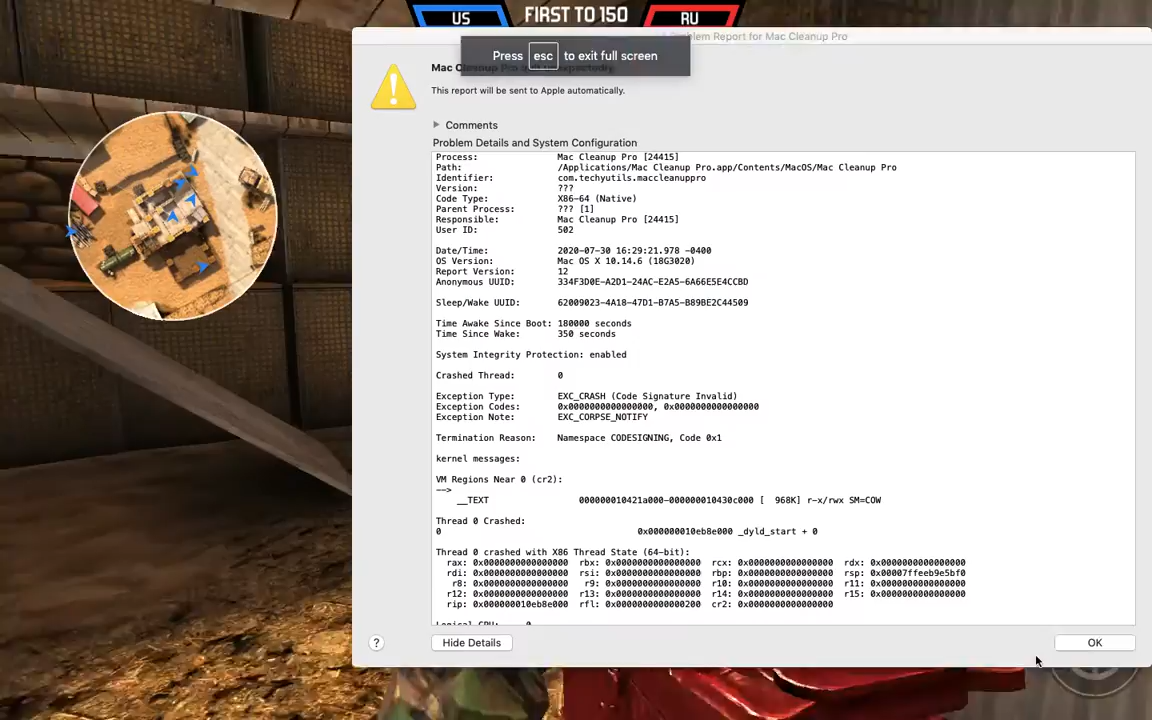 US
FIRST TO 150
RU
Problem Report for Mac Cleanup Pro
Press esc to exit full screen
Mac
This report will be sent to Apple automatically.
Comments
Problem Details and System Configuration
Process: Mac Cleanup Pro [24415]
Path: /Applications/Mac Cleanup Pro.app/Contents/MacOS/Mac Cleanup Pro
Identifier: com.techyutils.maccleanuppro
Version: ???
Code Type: X86-64 (Native)
Parent Process: ??? [1]
Responsible: Mac Cleanup Pro [24415]
User ID: 502
Date/Time: 2020-07-30 16:29:21.978 -0400
OS Version: Mac OS X 10.14.6 (18G3020)
Report Version: 12
Anonymous UUID: 334F3D0E-A2D1-24AC-E2A5-6A66E5E4CCBD
Sleep/Wake UUID: 62009023-4A18-47D1-B7A5-B89BE2C44509
Time Awake Since Boot: 180000 seconds
Time Since Wake: 350 seconds
System Integrity Protection: enabled
Crashed Thread: 0
Exception Type: EXC_CRASH (Code Signature Invalid)
Exception Codes: 0x0000000000000000, 0x0000000000000000
Exception Note: EXC_CORPSE_NOTIFY
Termination Reason: Namespace CODESIGNING, Code 0x1
kernel messages:
VM Regions Near 0 (cr2):
-->
__TEXT 000000010421a000-000000010430c000 [ 968K] r-x/rwx SM=COW
Thread 0 Crashed:
0 0x000000010eb8e000 _dyld_start + 0
Thread 0 crashed with X86 Thread State (64-bit):
rax: 0x0000000000000000 rbx: 0x0000000000000000 rcx: 0x0000000000000000 rdx: 0x0000000000000000
rdi: 0x0000000000000000 rsi: 0x0000000000000000 rbp: 0x0000000000000000 rsp: 0x00007ffeeb9e5bf0
r8: 0x0000000000000000 r9: 0x0000000000000000 r10: 0x0000000000000000 r11: 0x0000000000000000
r12: 0x0000000000000000 r13: 0x0000000000000000 r14: 0x0000000000000000 r15: 0x0000000000000000
rip: 0x000000010eb8e000 rfl: 0x0000000000000200 cr2: 0x0000000000000000
Logical CPU: 0
?
Hide Details
OK